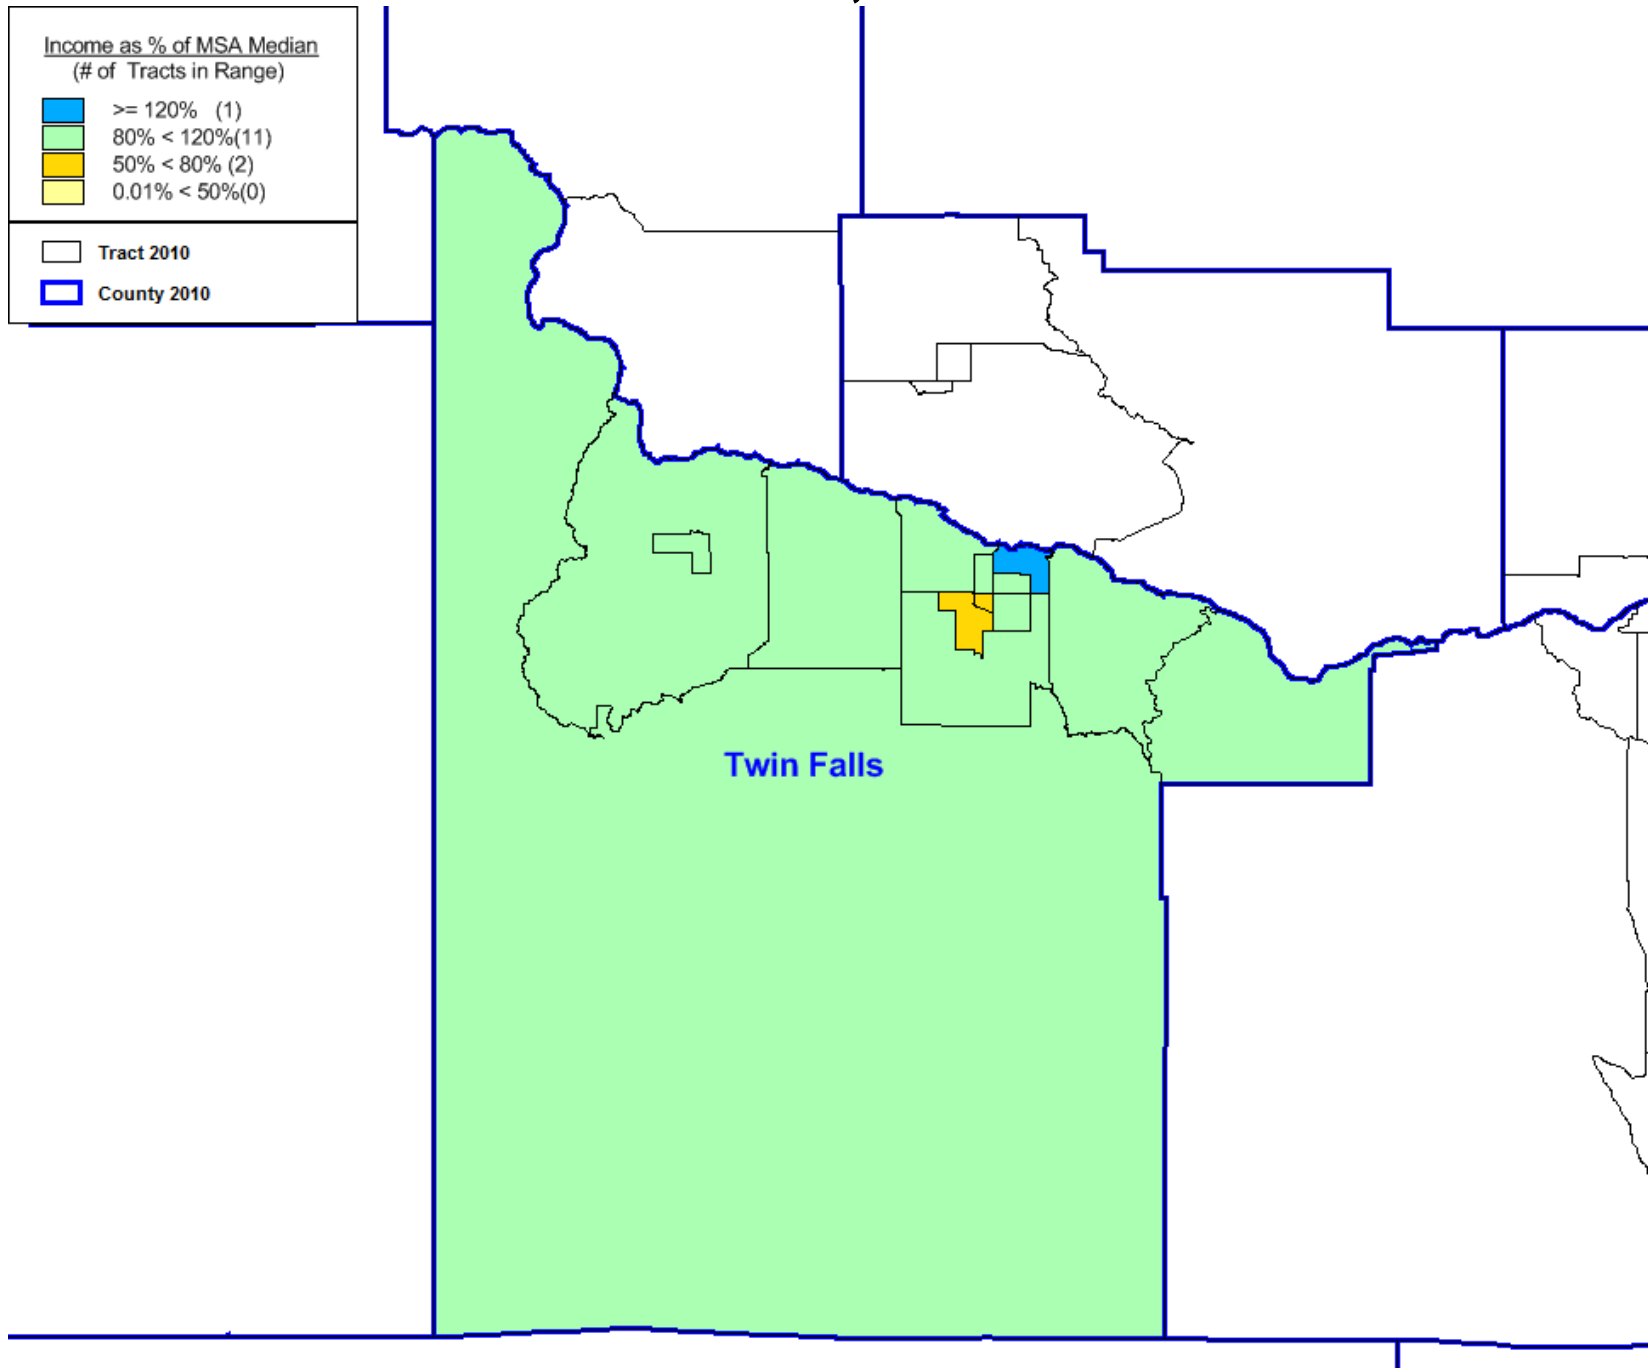 Income as % of MSA Median
(# of Tracts in Range)
>= 120% (1)
80% < 120%(11)
50% < 80% (2)
0.01% < 50%(0)
Tract 2010
County 2010
Twin Falls